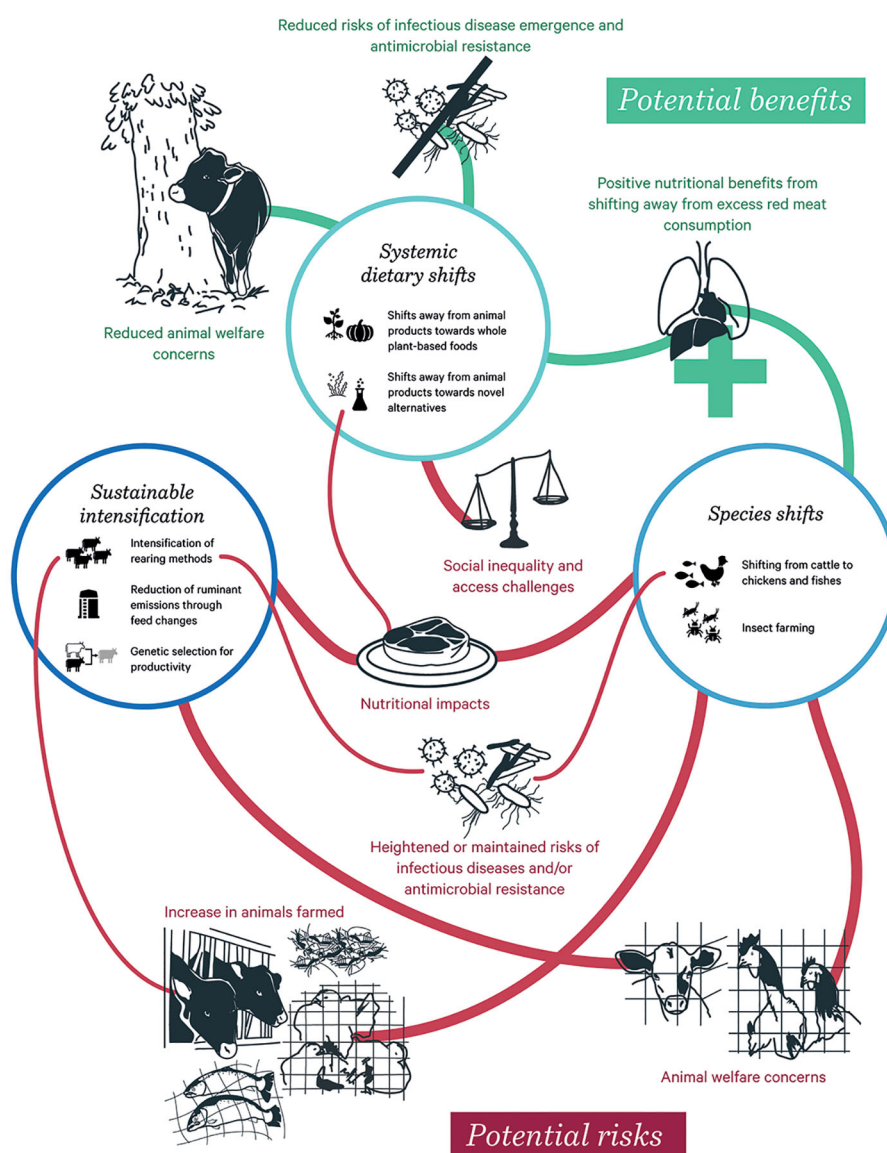 Reduced risks of infectious disease emergence and
antimicrobial resistance
Potential benefits
Positive nutritional benefits from
shifting away from excess red meat
consumption
Systemic
dietary shifts
Shifts away from animal
products towards whole
plant-based foods
Shifts away from animal
products towards novel
alternatives
Reduced animal welfare
concerns
Sustainable
intensification
Intensification of
rearing methods
Reduction of ruminant
emissions through
feed changes
Genetic selection for
productivity
Social inequality and
access challenges
Species shifts
Shifting from cattle to
chickens and fishes
Insect farming
Nutritional impacts
Heightened or maintained risks of
infectious diseases and/or
antimicrobial resistance
Increase in animals farmed
Animal welfare concerns
Potential risks